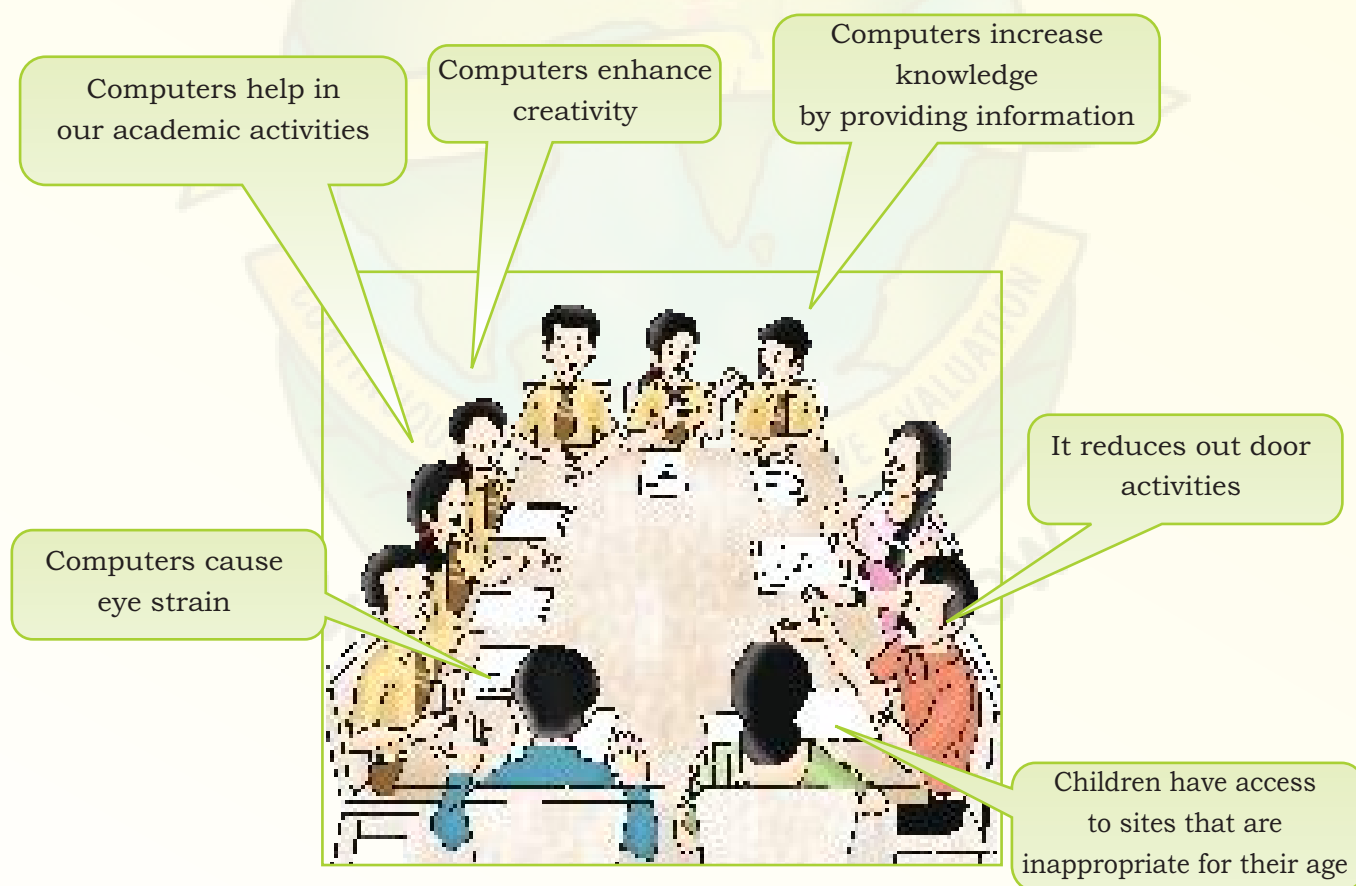 Computers help in
our academic activities
Computers enhance
creativity
Computers increase
knowledge
by providing information
It reduces out door
activities
Computers cause
eye strain
Children have access
to sites that are
inappropriate for their age